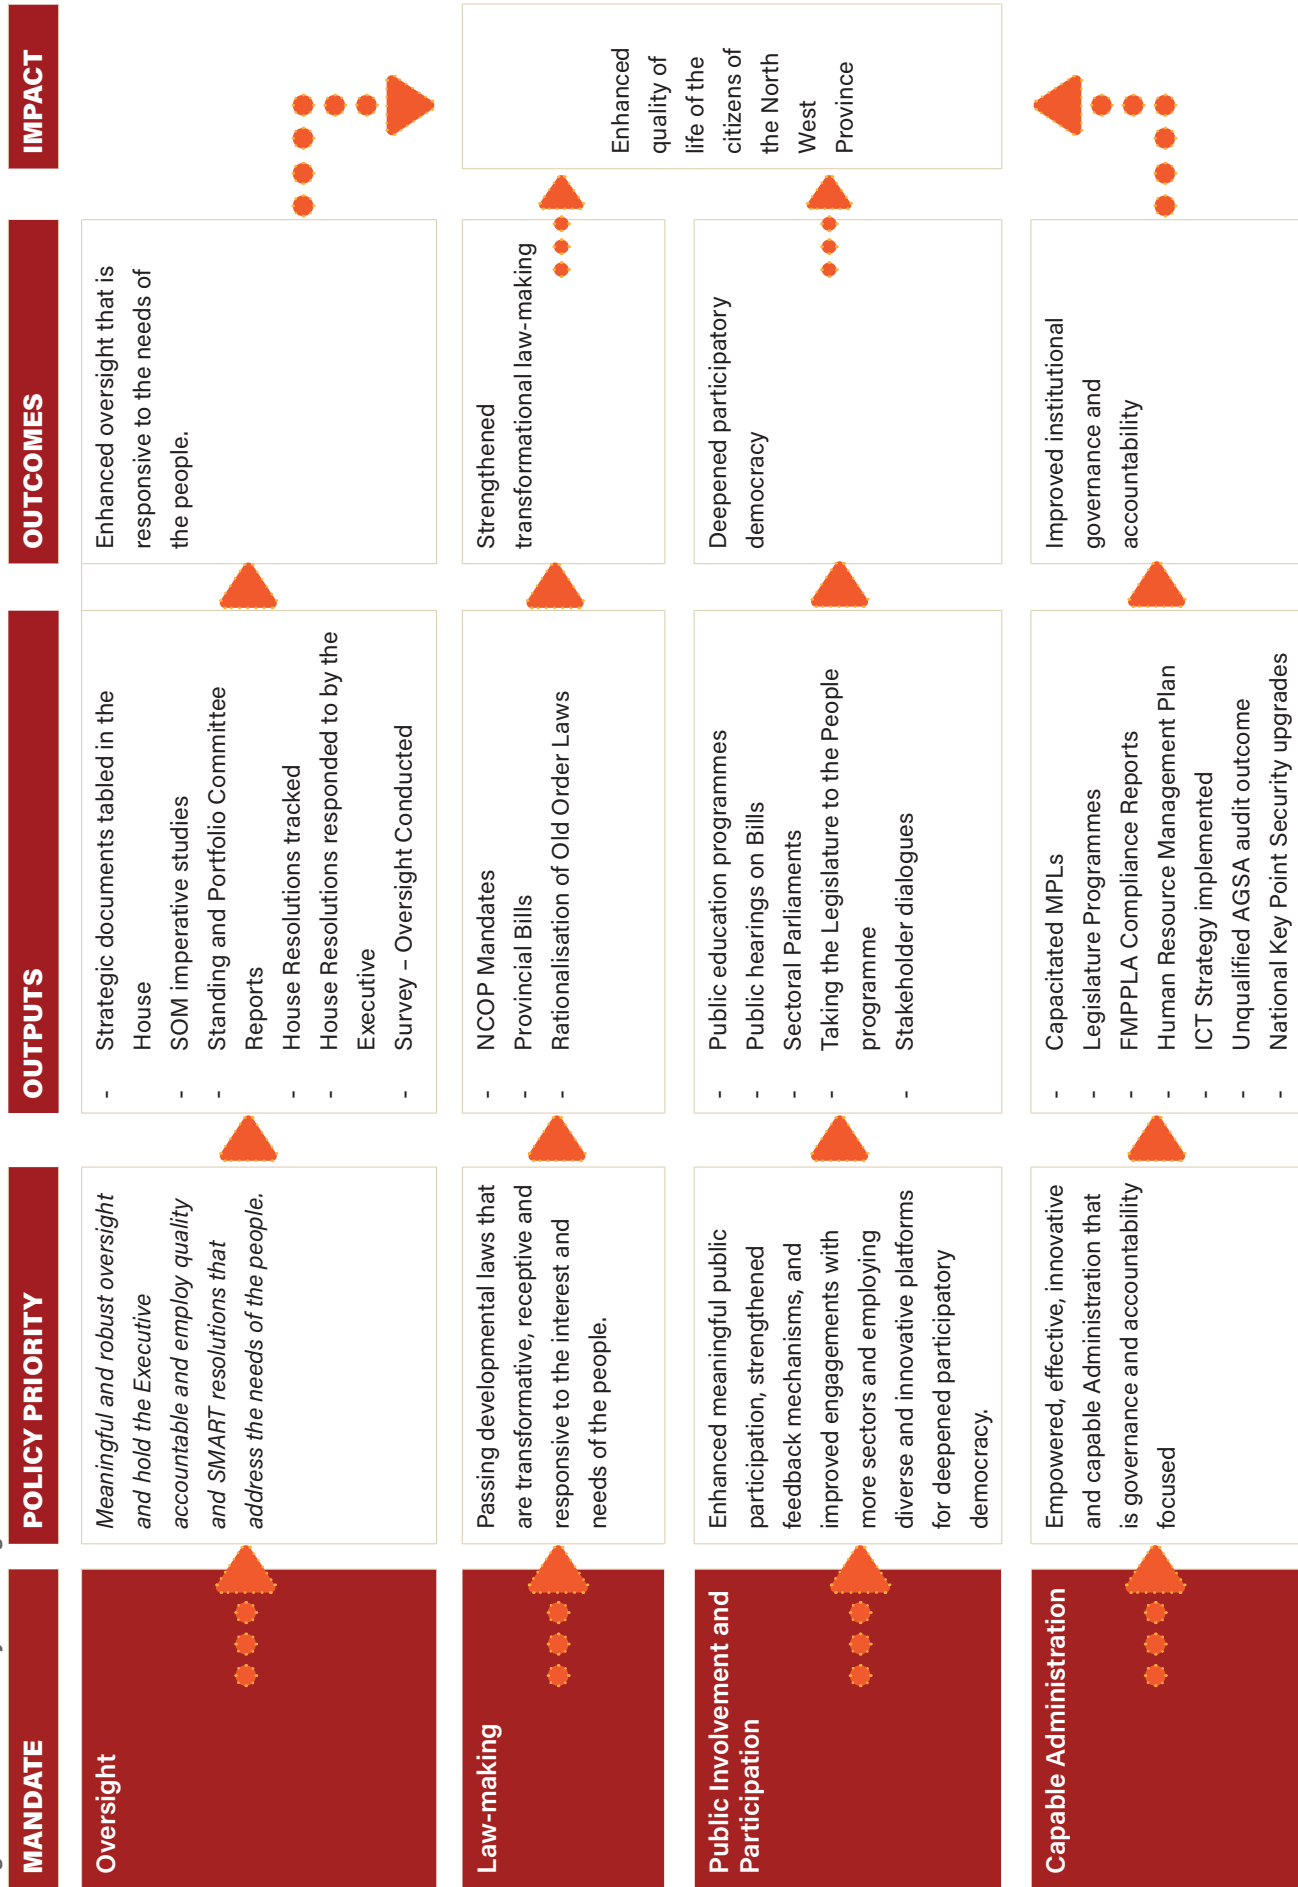 MANDATE
POLICY PRIORITY
OUTPUTS
OUTCOMES
IMPACT
Oversight
Meaningful and robust oversight
and hold the Executive
accountable and employ quality
and SMART resolutions that
address the needs of the people.
- Strategic documents tabled in the
House
- SOM imperative studies
- Standing and Portfolio Committee
Reports
- House Resolutions tracked
- House Resolutions responded to by the
Executive
Survey – Oversight Conducted
Enhanced oversight that is
responsive to the needs of
the people.
Law-making
Passing developmental laws that
are transformative, receptive and
responsive to the interest and
needs of the people.
- NCOP Mandates
- Provincial Bills
- Rationalisation of Old Order Laws
Strengthened
transformational law-making
Public Involvement and
Participation
Enhanced meaningful public
participation, strengthened
feedback mechanisms, and
improved engagements with
more sectors and employing
diverse and innovative platforms
for deepened participatory
democracy.
- Public education programmes
- Public hearings on Bills
- Sectoral Parliaments
- Taking the Legislature to the People
programme
- Stakeholder dialogues
Deepened participatory
democracy
Capable Administration
Empowered, effective, innovative
and capable Administration that
is governance and accountability
focused
- Capacitated MPLs
- Legislature Programmes
- FMPPLA Compliance Reports
- Human Resource Management Plan
- ICT Strategy implemented
- Unqualified AGSA audit outcome
- National Key Point Security upgrades
Improved institutional
governance and
accountability
Enhanced
quality of
life of the
citizens of
the North
West
Province